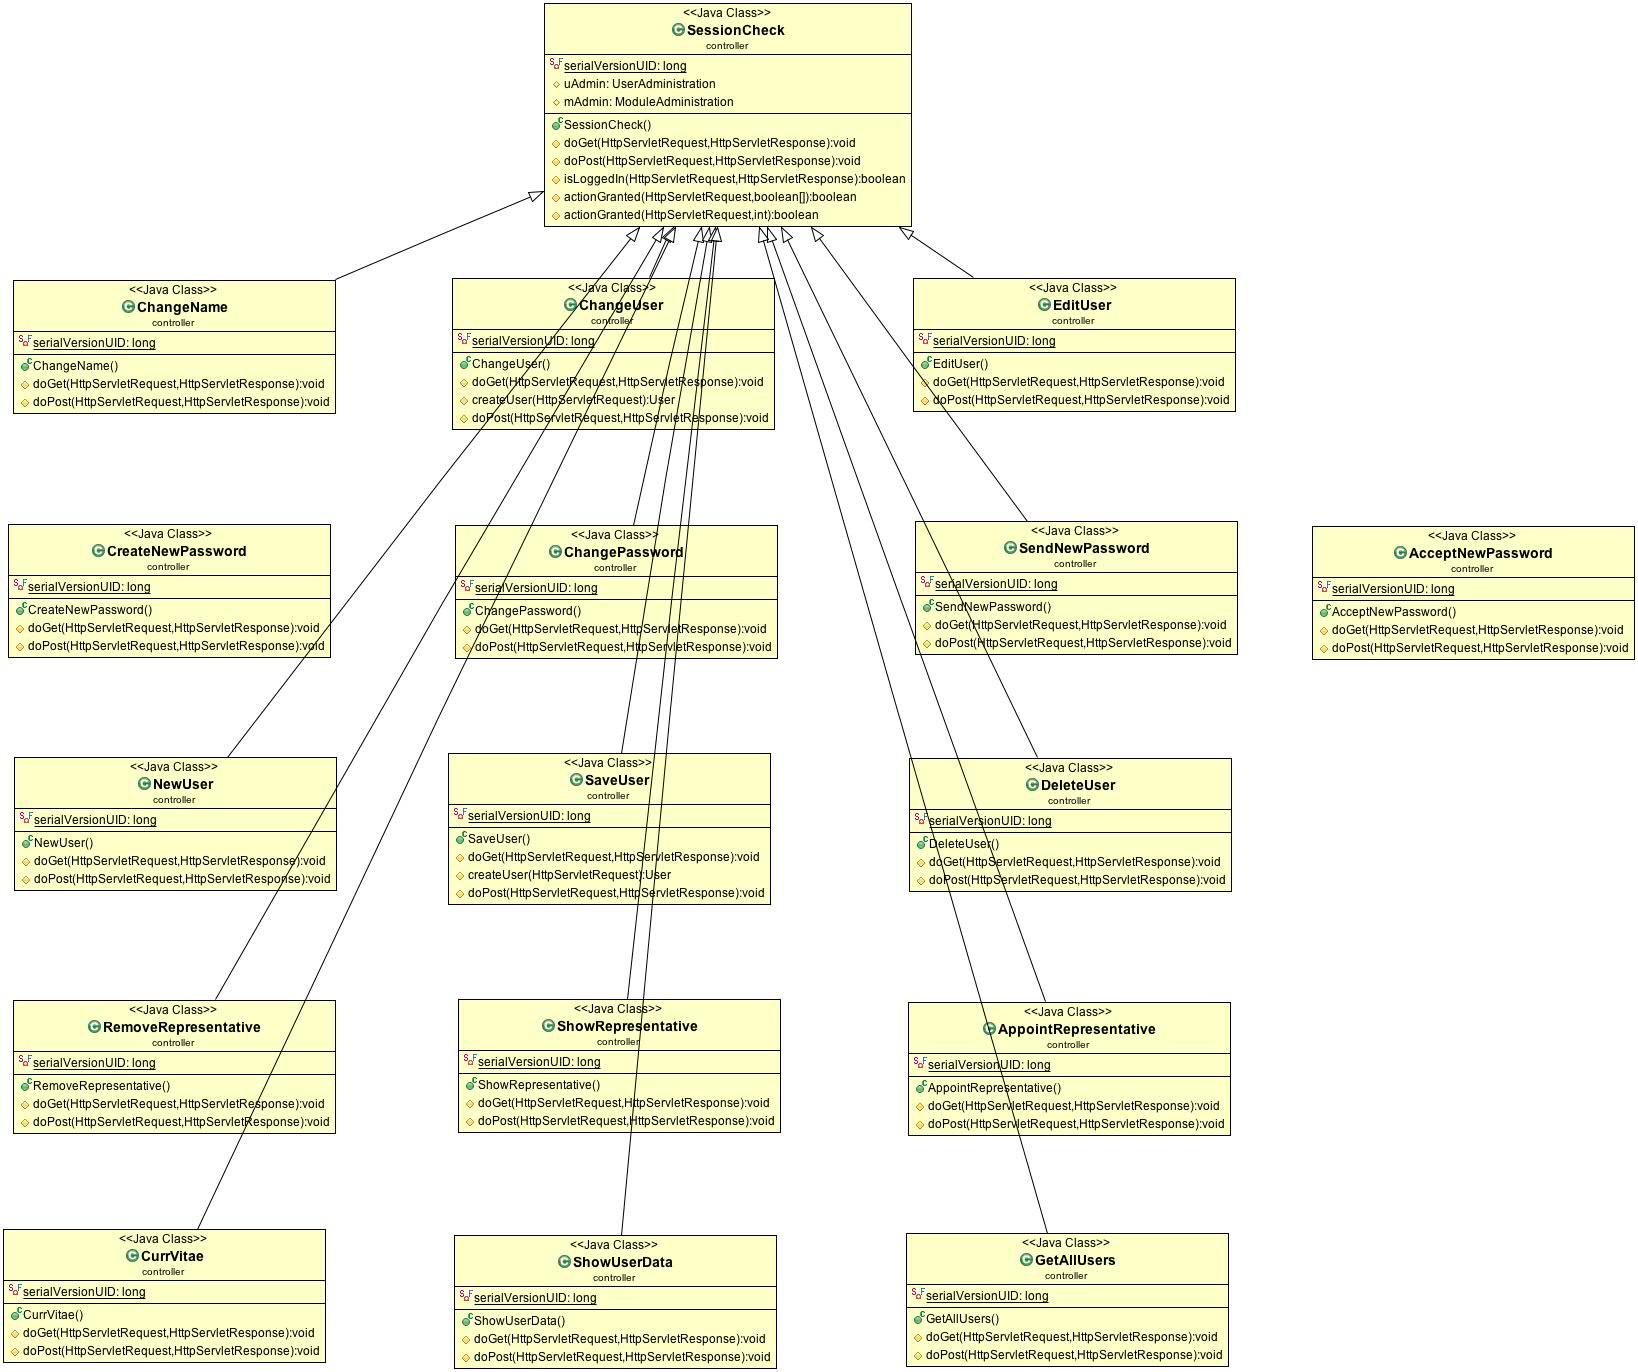 <<Java Class>>
SessionCheck
controller
serialVersionUID: long
uAdmin: UserAdministration
mAdmin: ModuleAdministration
SessionCheck()
doGet(HttpServletRequest,HttpServletResponse):void
doPost(HttpServletRequest,HttpServletResponse):void
isLoggedIn(HttpServletRequest,HttpServletResponse):boolean
actionGranted(HttpServletRequest,boolean[]):boolean
actionGranted(HttpServletRequest,int):boolean
<<Java Class>>
ChangeName
controller
serialVersionUID: long
ChangeName()
doGet(HttpServletRequest,HttpServletResponse):void
doPost(HttpServletRequest,HttpServletResponse):void
<<Java Class>>
ChangeUser
controller
serialVersionUID: long
ChangeUser()
doGet(HttpServletRequest,HttpServletResponse):void
createUser(HttpServletRequest):User
doPost(HttpServletRequest,HttpServletResponse):void
<<Java Class>>
EditUser
controller
serialVersionUID: long
EditUser()
doGet(HttpServletRequest,HttpServletResponse):void
doPost(HttpServletRequest,HttpServletResponse):void
<<Java Class>>
CreateNewPassword
controller
serialVersionUID: long
CreateNewPassword()
doGet(HttpServletRequest,HttpServletResponse):void
doPost(HttpServletRequest,HttpServletResponse):void
<<Java Class>>
ChangePassword
controller
serialVersionUID: long
ChangePassword()
doGet(HttpServletRequest,HttpServletResponse):void
doPost(HttpServletRequest,HttpServletResponse):void
<<Java Class>>
SendNewPassword
controller
serialVersionUID: long
SendNewPassword()
doGet(HttpServletRequest,HttpServletResponse):void
doPost(HttpServletRequest,HttpServletResponse):void
<<Java Class>>
AcceptNewPassword
controller
serialVersionUID: long
AcceptNewPassword()
doGet(HttpServletRequest,HttpServletResponse):void
doPost(HttpServletRequest,HttpServletResponse):void
<<Java Class>>
NewUser
controller
serialVersionUID: long
NewUser()
doGet(HttpServletRequest,HttpServletResponse):void
doPost(HttpServletRequest,HttpServletResponse):void
<<Java Class>>
SaveUser
controller
serialVersionUID: long
SaveUser()
doGet(HttpServletRequest,HttpServletResponse):void
createUser(HttpServletRequest):User
doPost(HttpServletRequest,HttpServletResponse):void
<<Java Class>>
DeleteUser
controller
serialVersionUID: long
DeleteUser()
doGet(HttpServletRequest,HttpServletResponse):void
doPost(HttpServletRequest,HttpServletResponse):void
<<Java Class>>
RemoveRepresentative
controller
serialVersionUID: long
RemoveRepresentative()
doGet(HttpServletRequest,HttpServletResponse):void
doPost(HttpServletRequest,HttpServletResponse):void
<<Java Class>>
ShowRepresentative
controller
serialVersionUID: long
ShowRepresentative()
doGet(HttpServletRequest,HttpServletResponse):void
doPost(HttpServletRequest,HttpServletResponse):void
<<Java Class>>
AppointRepresentative
controller
serialVersionUID: long
AppointRepresentative()
doGet(HttpServletRequest,HttpServletResponse):void
doPost(HttpServletRequest,HttpServletResponse):void
<<Java Class>>
CurrVitae
controller
serialVersionUID: long
CurrVitae()
doGet(HttpServletRequest,HttpServletResponse):void
doPost(HttpServletRequest,HttpServletResponse):void
<<Java Class>>
ShowUserData
controller
serialVersionUID: long
ShowUserData()
doGet(HttpServletRequest,HttpServletResponse):void
doPost(HttpServletRequest,HttpServletResponse):void
<<Java Class>>
GetAllUsers
controller
serialVersionUID: long
GetAllUsers()
doGet(HttpServletRequest,HttpServletResponse):void
doPost(HttpServletRequest,HttpServletResponse):void